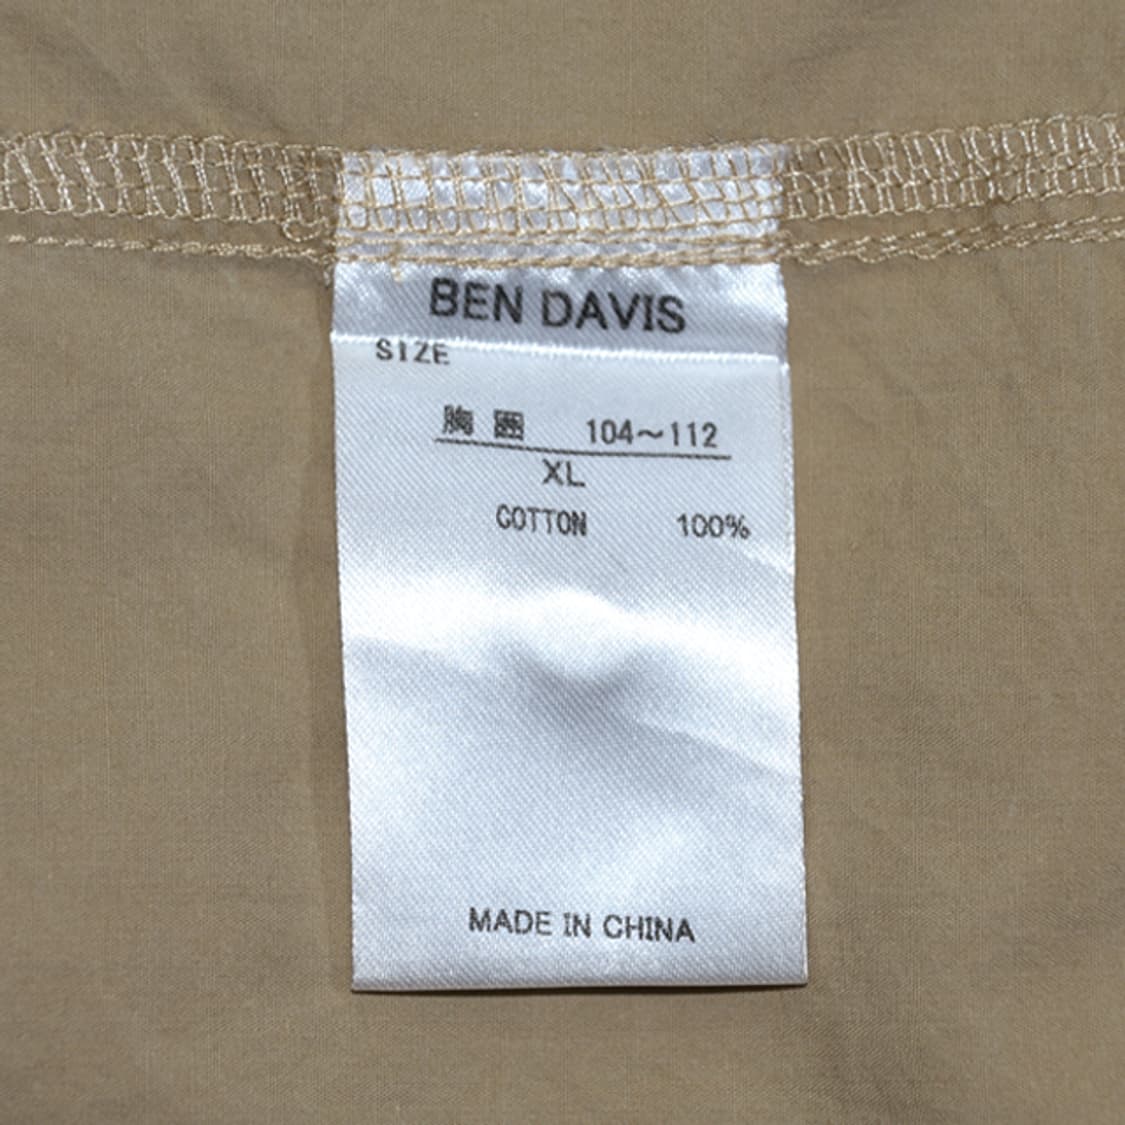 BEN DAVIS
SIZE
胸囲 104～112
XL
COTTON 100%
MADE IN CHINA